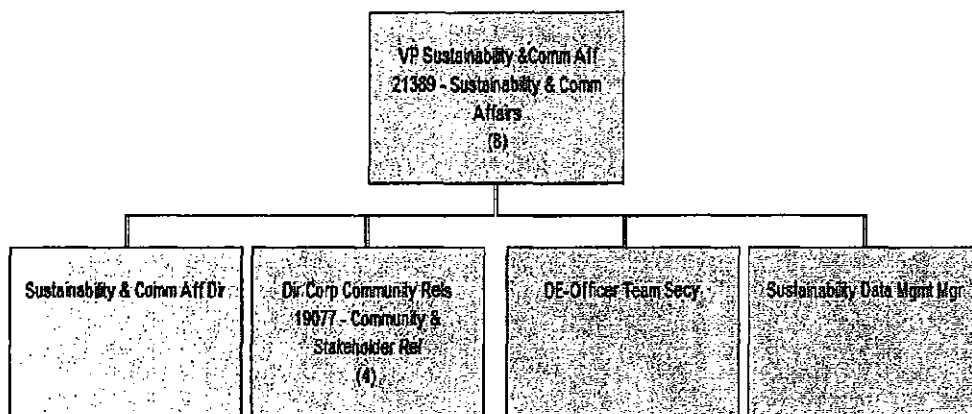 VP Sustainability &Comm Aff
21389 - Sustainability & Comm
Affairs
(8)
Sustainability & Comm Aff Dir
Dir Corp Community Rels
19077 - Community &
Stakeholder Rel
(4)
DE-Officer Team Secy
Sustainability Data Mgmt Mgr